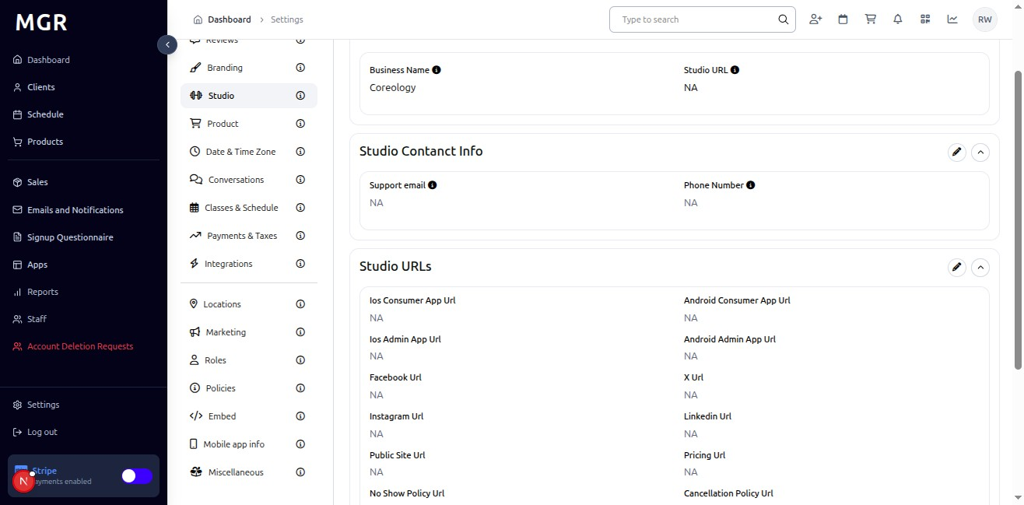 MGR
Dashboard
Clients
Schedule
Products
Sales
Emails and Notifications
Signup Questionnaire
Apps
Reports
Staff
Account Deletion Requests
Settings
Log out
Stripe
ayments enabled
N
Dashboard > Settings
Type to search
RW
Reviews
Branding
Studio
Product
Date & Time Zone
Conversations
Classes & Schedule
Payments & Taxes
Integrations
Locations
Marketing
Roles
Policies
Embed
Mobile app info
Miscellaneous
Business Name
Studio URL
Coreology
NA
Studio Contanct Info
Support email
Phone Number
NA
NA
Studio URLs
Ios Consumer App Url
Android Consumer App Url
NA
NA
Ios Admin App Url
Android Admin App Url
NA
NA
Facebook Url
X Url
NA
NA
Instagram Url
Linkedin Url
NA
NA
Public Site Url
Pricing Url
NA
NA
No Show Policy Url
Cancellation Policy Url